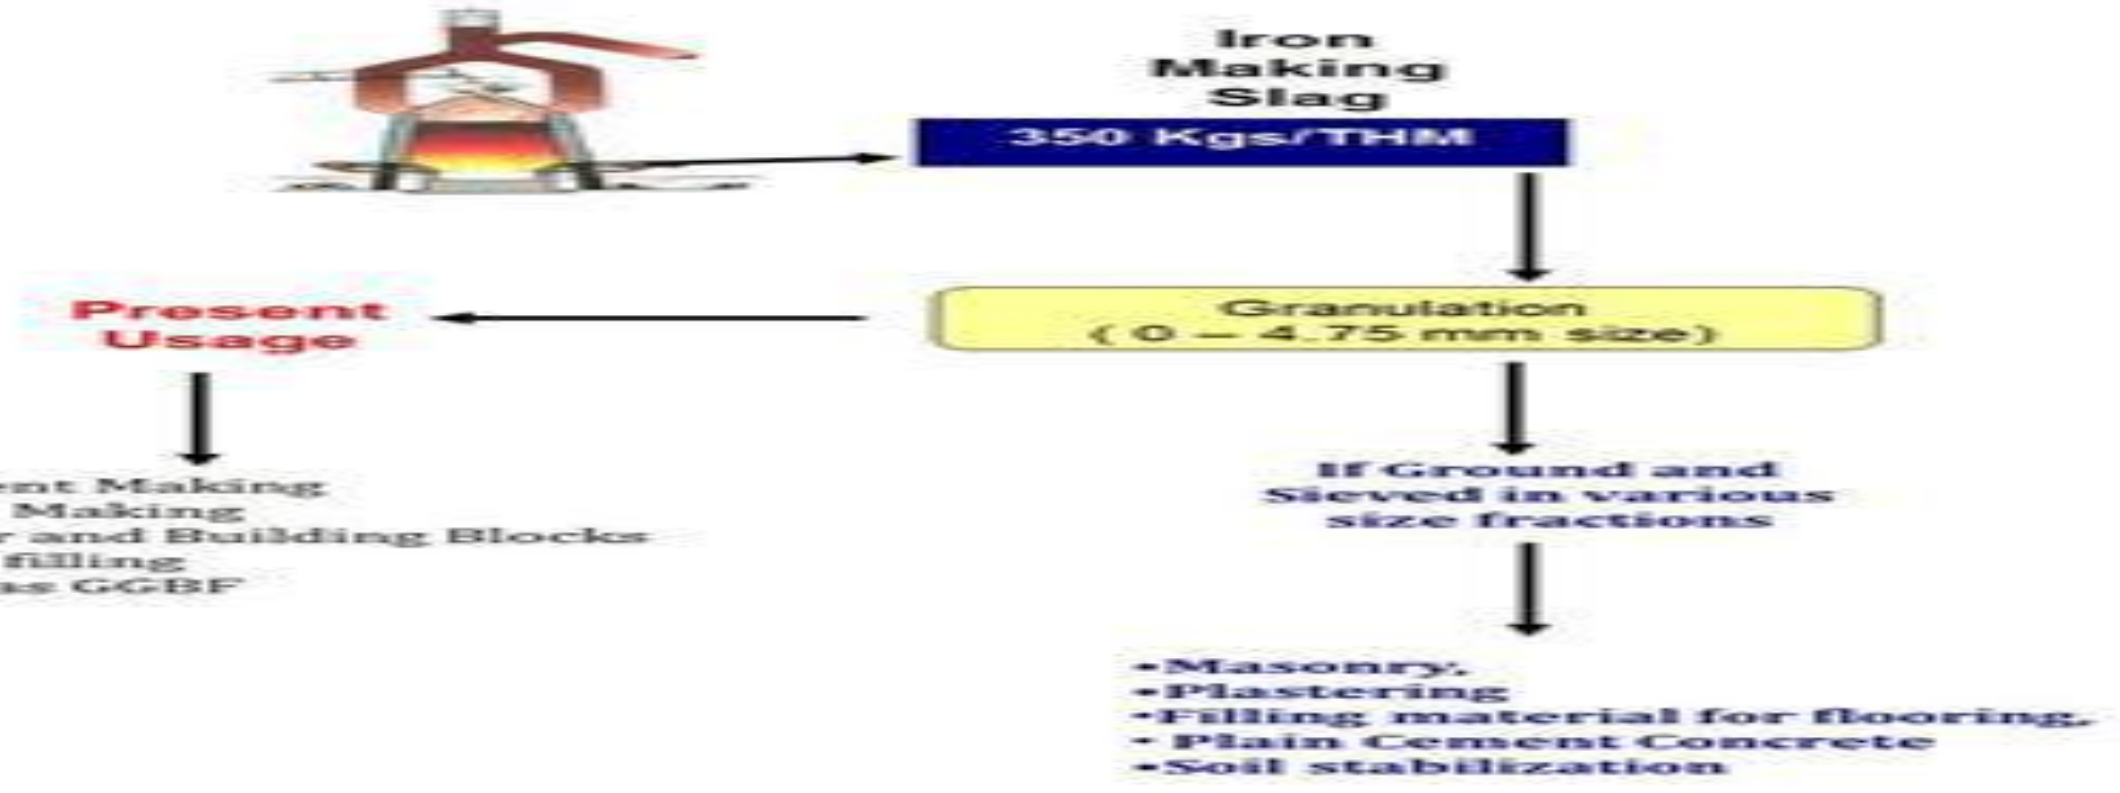 Iron
Making
Slag
350 Kgs/THM
Granulation
( 0 – 4.75 mm size)
Present
Usage
If Ground and
Sieved in various
size fractions
Making
Making
and Building Blocks
filling
as GGBF
•Masonry.
•Plastering
•Filling material for flooring.
• Plain Cement Concrete
•Soil stabilization